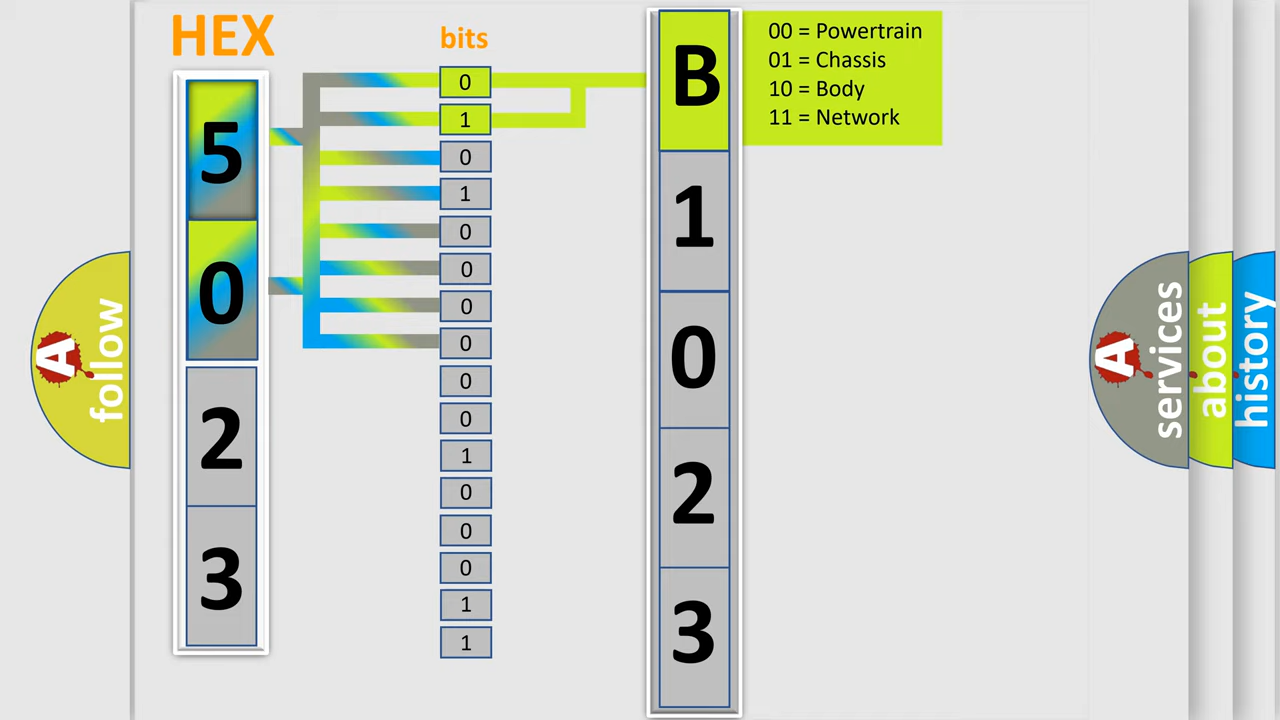 HEX
bits
5
0
2
3
0
1
0
1
0
0
0
0
0
0
1
0
0
0
1
1
B
1
0
2
3
00 = Powertrain
01 = Chassis
10 = Body
11 = Network
A
follow
A
services
about
history